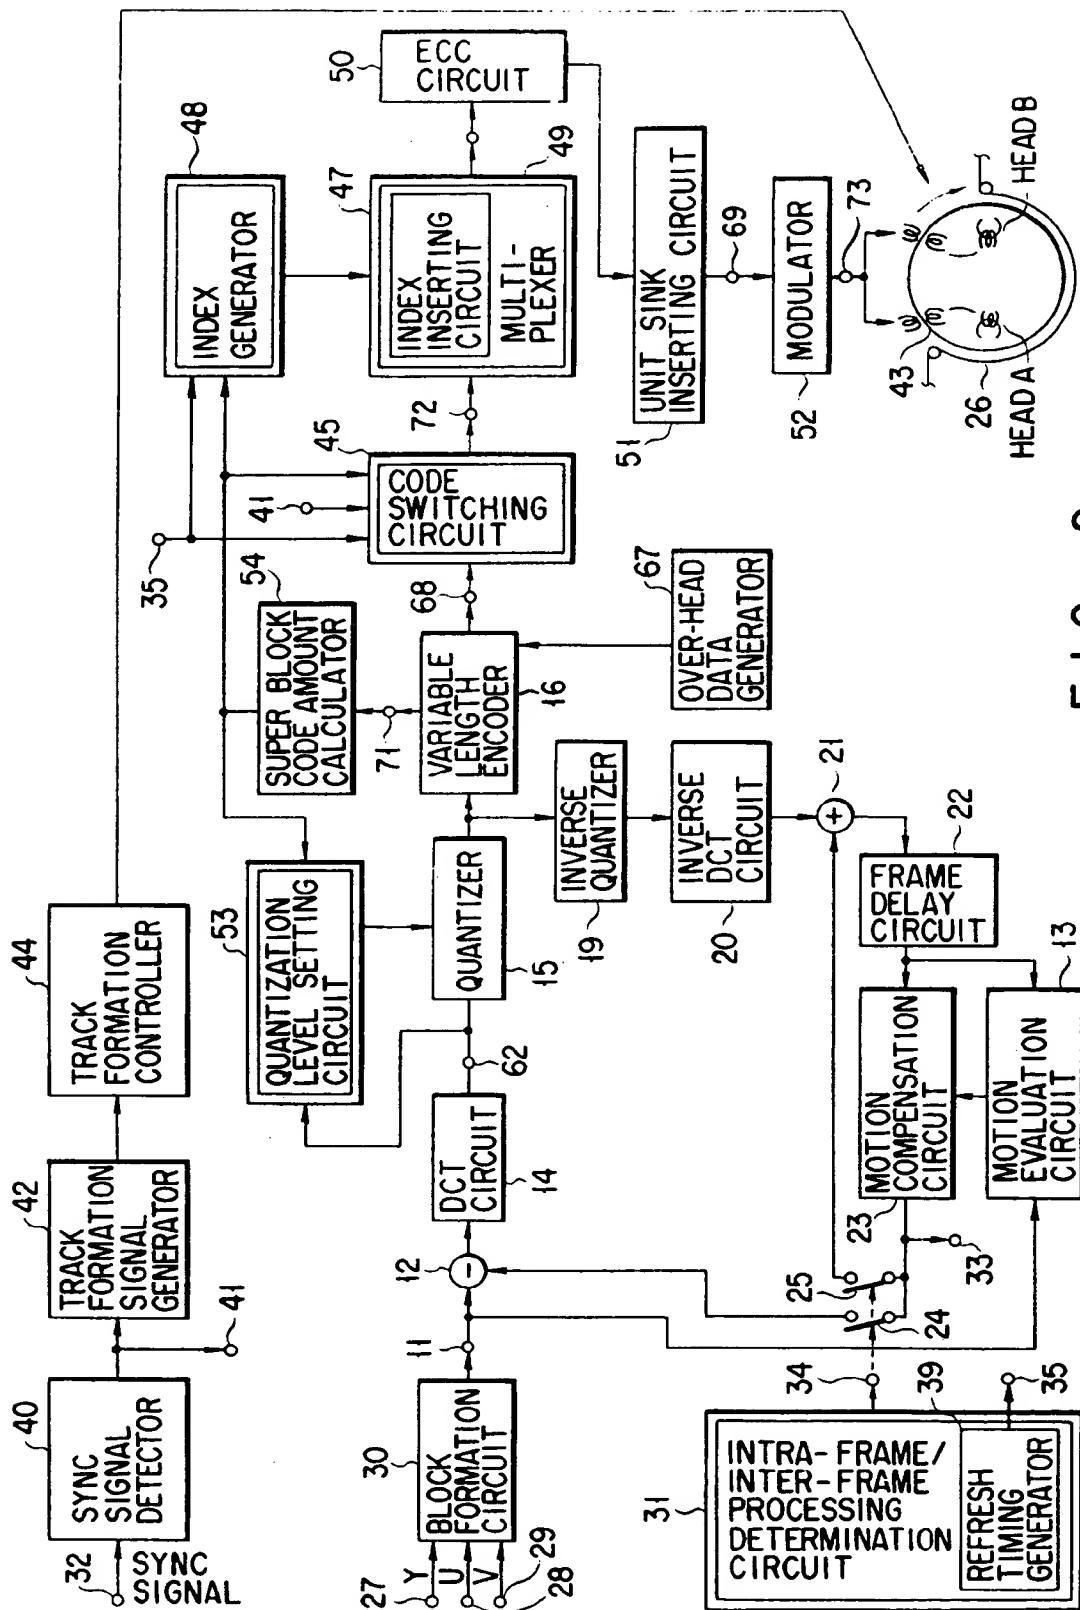 32
SYNC
SIGNAL
40
SYNC
SIGNAL
DETECTOR
41
42
TRACK
FORMATION
SIGNAL
GENERATOR
44
TRACK
FORMATION
CONTROLLER
27
Y
U
V
28
29
30
BLOCK
FORMATION
CIRCUIT
11
12
−
DCT
CIRCUIT
14
62
53
QUANTIZATION
LEVEL SETTING
CIRCUIT
QUANTIZER
15
54
SUPER BLOCK
CODE AMOUNT
CALCULATOR
71
VARIABLE
LENGTH
ENCODER
16
68
35
41
45
CODE
SWITCHING
CIRCUIT
72
48
INDEX
GENERATOR
47
INDEX
INSERTING
CIRCUIT
MULTI-
PLEXER
49
50
ECC
CIRCUIT
67
OVER-HEAD
DATA
GENERATOR
UNIT SINK
INSERTING CIRCUIT
51
69
MODULATOR
52
73
43
26
HEAD A
HEAD B
INVERSE
QUANTIZER
19
INVERSE
DCT
CIRCUIT
20
21
+
22
FRAME
DELAY
CIRCUIT
MOTION
COMPENSATION
CIRCUIT
23
13
MOTION
EVALUATION
CIRCUIT
33
25
24
34
31
INTRA-FRAME/
INTER-FRAME
PROCESSING
DETERMINATION
CIRCUIT
39
REFRESH
TIMING
GENERATOR
35